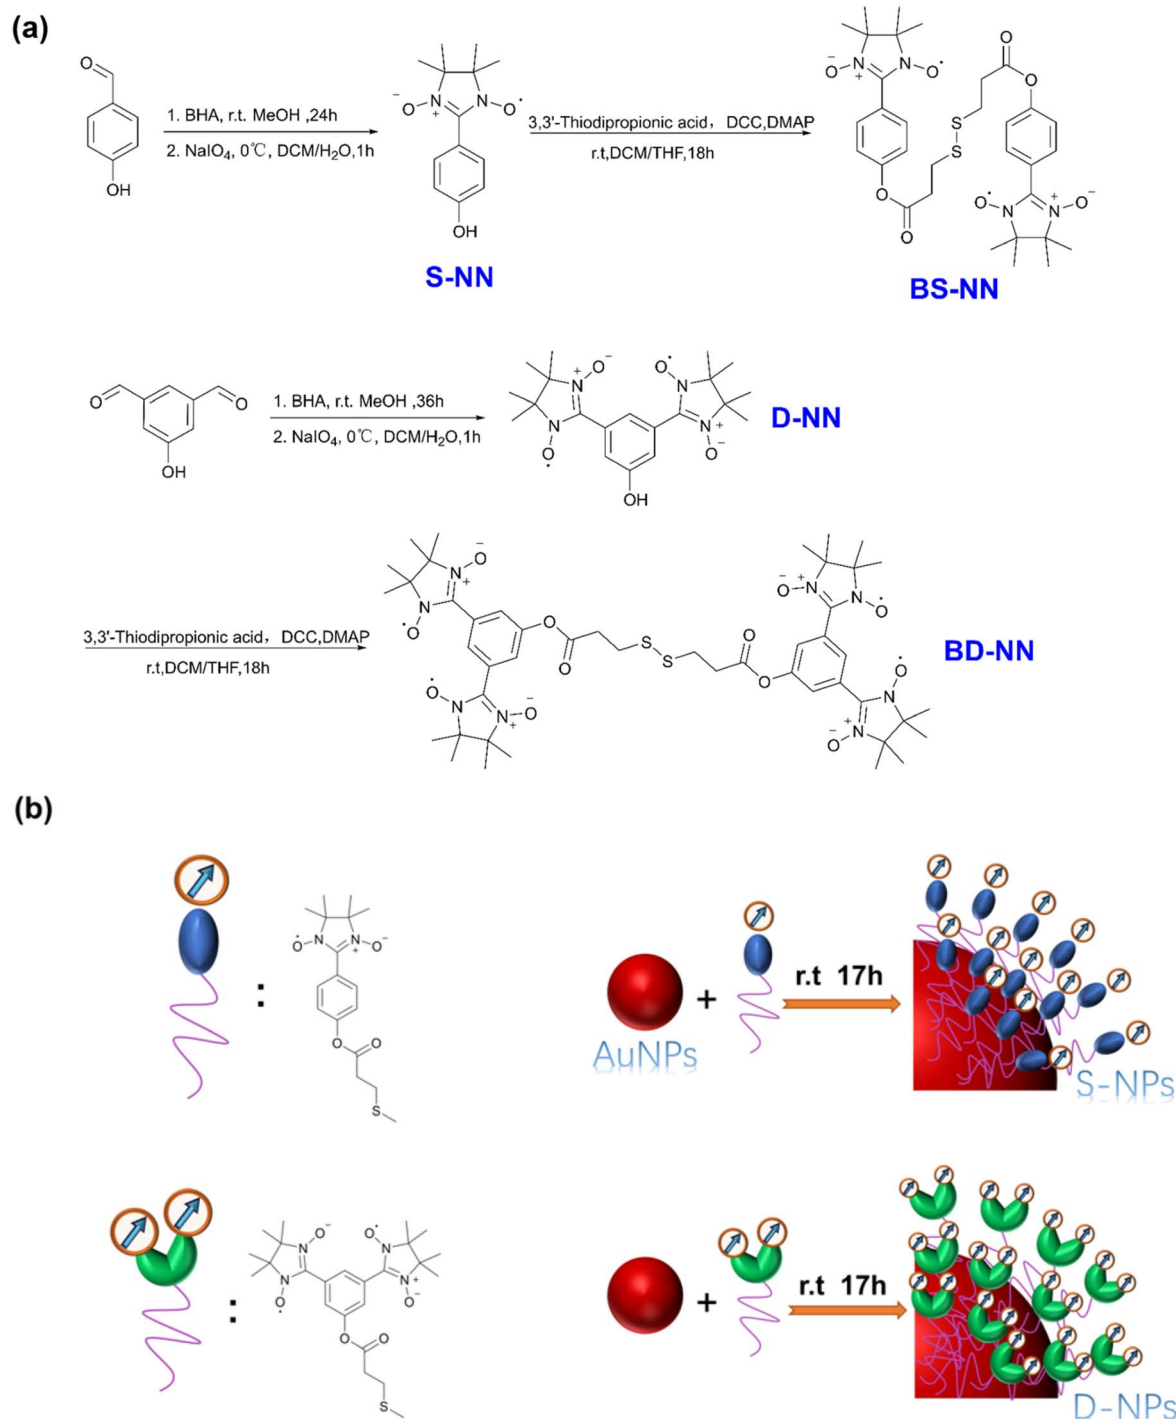 (a)
O
OH
1. BHA, r.t. MeOH ,24h
2. NaIO₄, 0℃, DCM/H₂O,1h
⁻O N⁺ N O•
OH
S-NN
3,3'-Thiodipropionic acid，DCC,DMAP
r.t,DCM/THF,18h
⁻O N⁺ N O•
O
O
S
S
O
O
O• N N⁺ O⁻
BS-NN
O
O
OH
1. BHA, r.t. MeOH ,36h
2. NaIO₄, 0℃, DCM/H₂O,1h
O⁻ O•
N⁺ N
N N⁺
O• O⁻
OH
D-NN
3,3'-Thiodipropionic acid，DCC,DMAP
r.t,DCM/THF,18h
O⁻
N⁺
N
O•
O
O
S
S
O
O
O• N N⁺ O⁻
⁻O N⁺ N O•
O•
N
N⁺
⁻O
BD-NN
(b)
O• N N⁺ O⁻
O
O
S
:
AuNPs
+
r.t 17h
S-NPs
O⁻ O•
N⁺ N
N N⁺
O• O⁻
O
O
S
:
+
r.t 17h
D-NPs